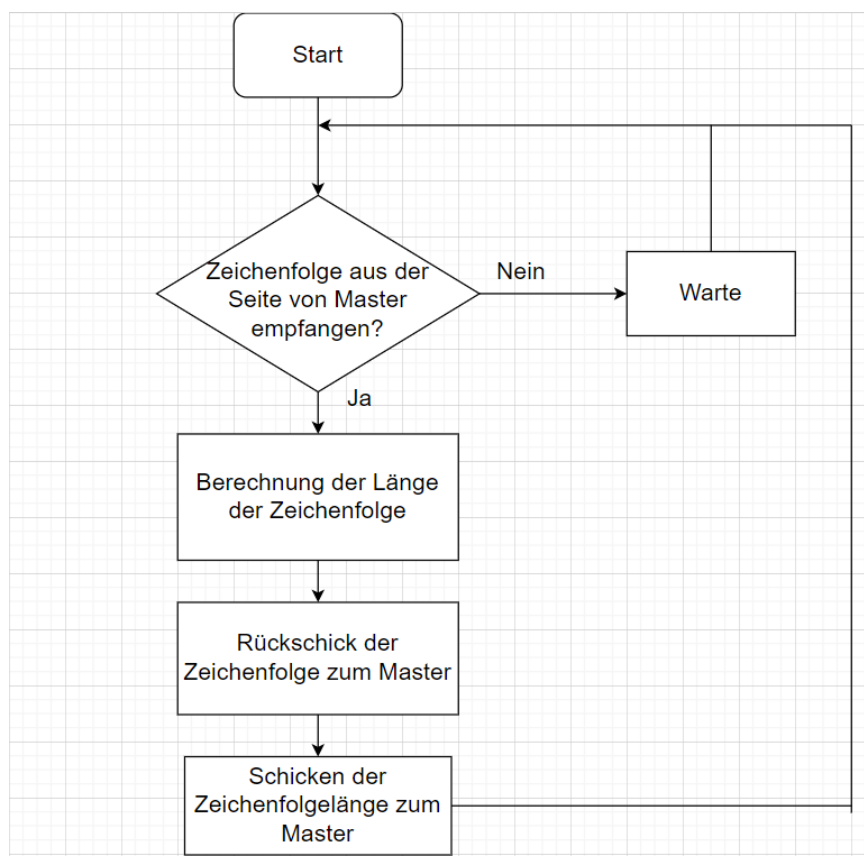 Start
Zeichenfolge aus der
Seite von Master
empfangen?
Nein
Warte
Ja
Berechnung der Länge
der Zeichenfolge
Rückschick der
Zeichenfolge zum Master
Schicken der
Zeichenfolgelänge zum
Master